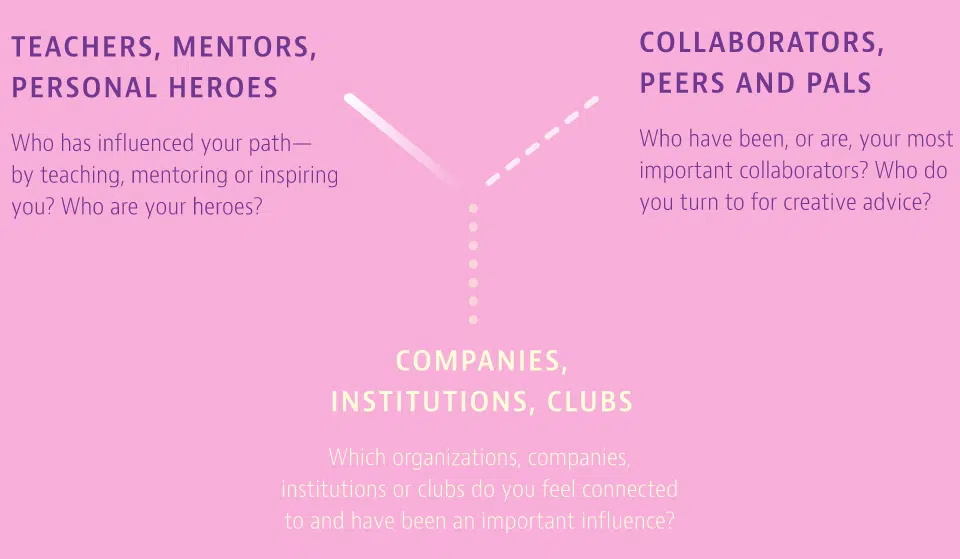 TEACHERS, MENTORS,
PERSONAL HEROES
Who has influenced your path—
by teaching, mentoring or inspiring
you? Who are your heroes?
COLLABORATORS,
PEERS AND PALS
Who have been, or are, your most
important collaborators? Who do
you turn to for creative advice?
COMPANIES,
INSTITUTIONS, CLUBS
Which organizations, companies,
institutions or clubs do you feel connected
to and have been an important influence?